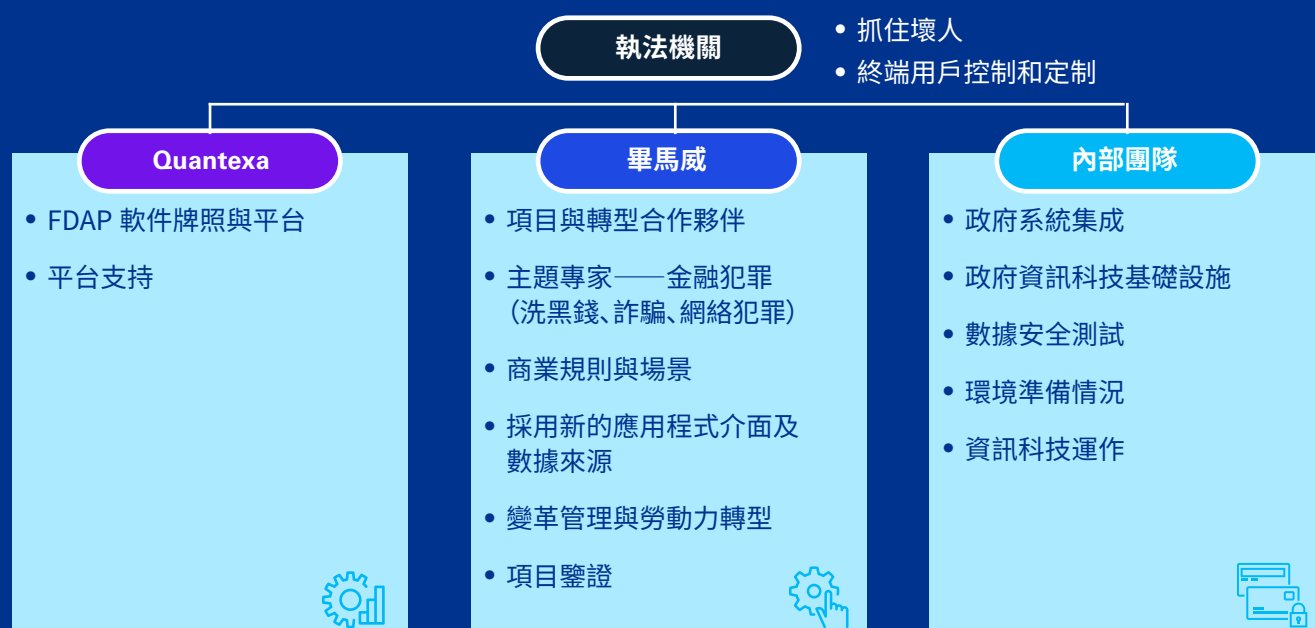 執法機關
• 抓住壞人
• 終端用戶控制和定制
Quantexa
• FDAP 軟件牌照與平台
• 平台支持
畢馬威
• 項目與轉型合作夥伴
• 主題專家——金融犯罪
（洗黑錢、詐騙、網絡犯罪）
• 商業規則與場景
• 採用新的應用程式介面及
數據來源
• 變革管理與勞動力轉型
• 項目鑒證
內部團隊
• 政府系統集成
• 政府資訊科技基礎設施
• 數據安全測試
• 環境準備情況
• 資訊科技運作